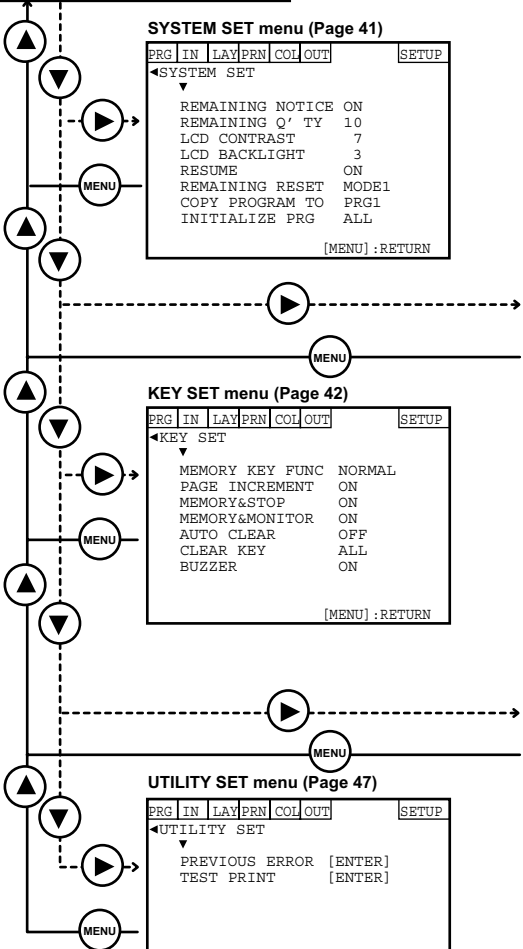 SYSTEM SET menu (Page 41)
PRG IN LAY PRN COL OUT SETUP
◄SYSTEM SET
▼
REMAINING NOTICE ON
REMAINING Q' TY 10
LCD CONTRAST 7
LCD BACKLIGHT 3
RESUME ON
REMAINING RESET MODE1
COPY PROGRAM TO PRG1
INITIALIZE PRG ALL
[MENU]:RETURN
MENU
MENU
KEY SET menu (Page 42)
PRG IN LAY PRN COL OUT SETUP
◄KEY SET
▼
MEMORY KEY FUNC NORMAL
PAGE INCREMENT ON
MEMORY&STOP ON
MEMORY&MONITOR ON
AUTO CLEAR OFF
CLEAR KEY ALL
BUZZER ON
[MENU]:RETURN
MENU
MENU
UTILITY SET menu (Page 47)
PRG IN LAY PRN COL OUT SETUP
◄UTILITY SET
▼
PREVIOUS ERROR [ENTER]
TEST PRINT [ENTER]
MENU